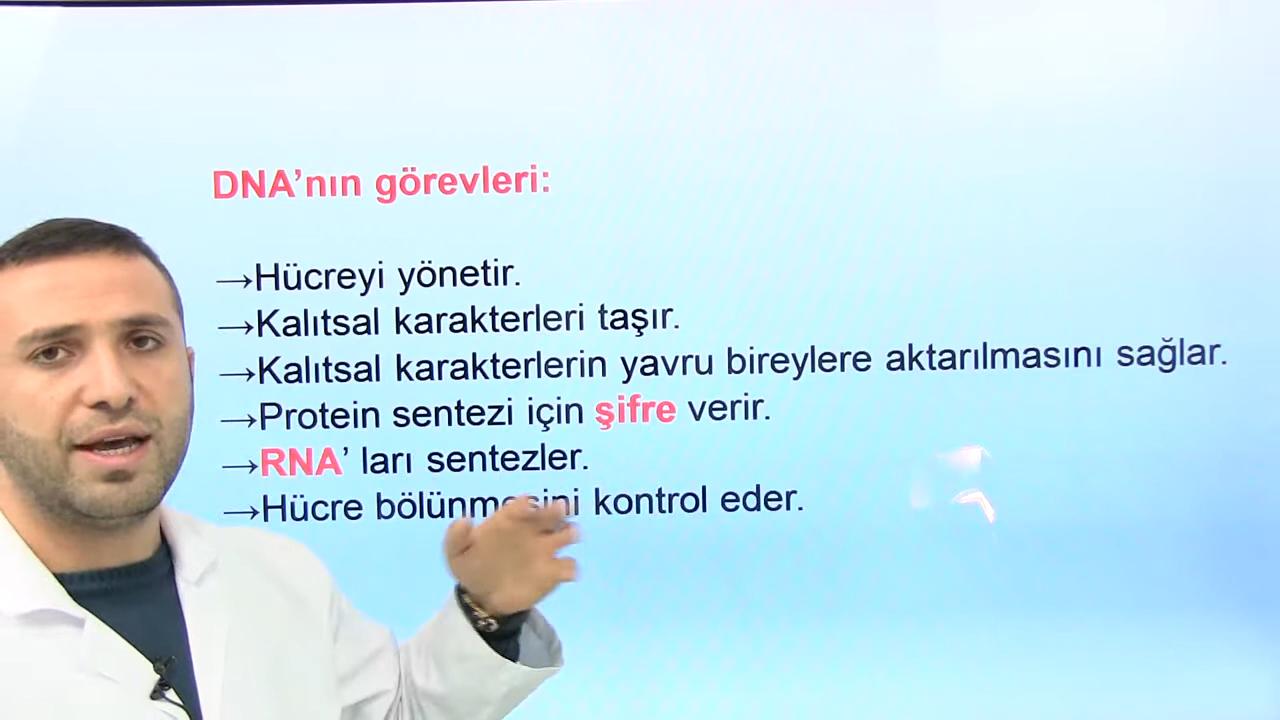 DNA’nın görevleri:
→Hücreyi yönetir.
→Kalıtsal karakterleri taşır.
→Kalıtsal karakterlerin yavru bireylere aktarılmasını sağlar.
→Protein sentezi için şifre verir.
→RNA’ ları sentezler.
→Hücre bölünmesini kontrol eder.